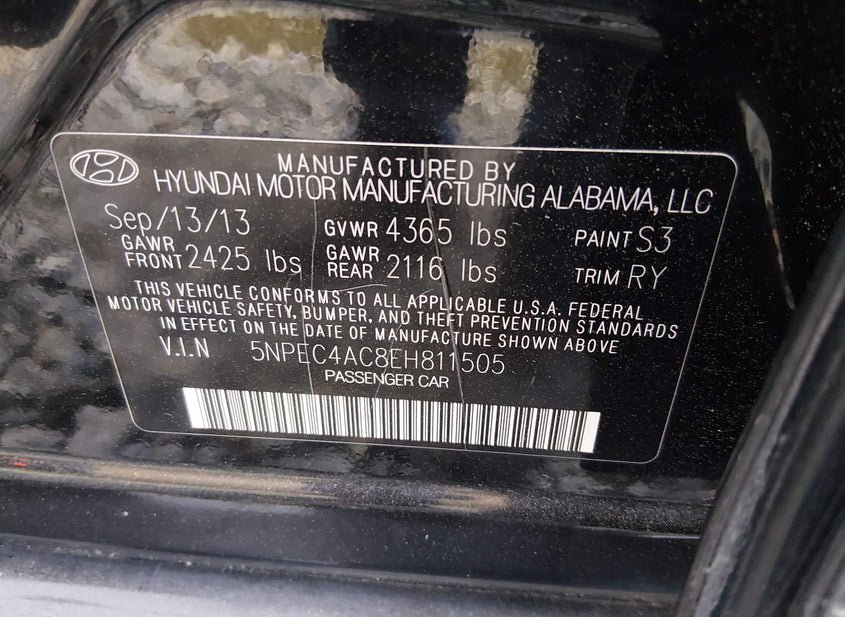 MANUFACTURED BY
HYUNDAI MOTOR MANUFACTURING ALABAMA, LLC
Sep/13/13 GVWR 4365 lbs PAINT S3
GAWR FRONT 2425 lbs GAWR REAR 2116 lbs TRIM RY
THIS VEHICLE CONFORMS TO ALL APPLICABLE U.S.A. FEDERAL
MOTOR VEHICLE SAFETY, BUMPER, AND THEFT PREVENTION STANDARDS
IN EFFECT ON THE DATE OF MANUFACTURE SHOWN ABOVE
V.I.N 5NPEC4AC8EH811505
PASSENGER CAR